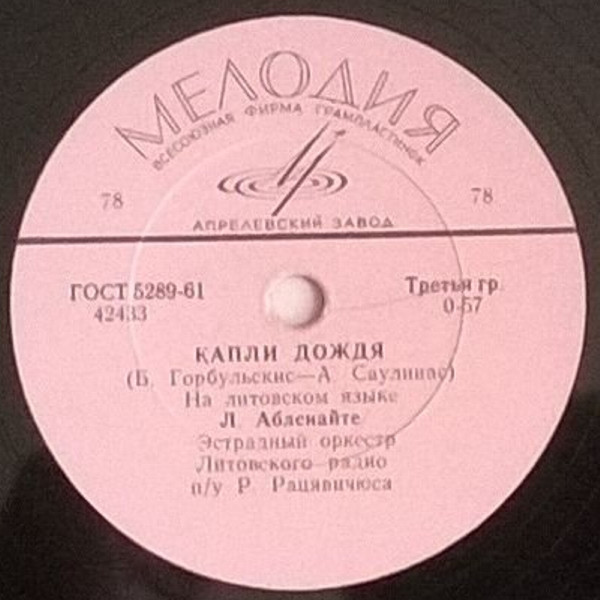 МЕЛОДИЯ
ВСЕСОЮЗНАЯ ФИРМА ГРАМПЛАСТИНОК
78 78
АПРЕЛЕВСКИЙ ЗАВОД
ГОСТ 5289-61 Третья гр.
42433 0-57
КАПЛИ ДОЖДЯ
(Б. Горбульскис—А. Саулинас)
На литовском языке
Л. Абленайте
Эстрадный оркестр
Литовского радио
п/у Р. Рацявичюса